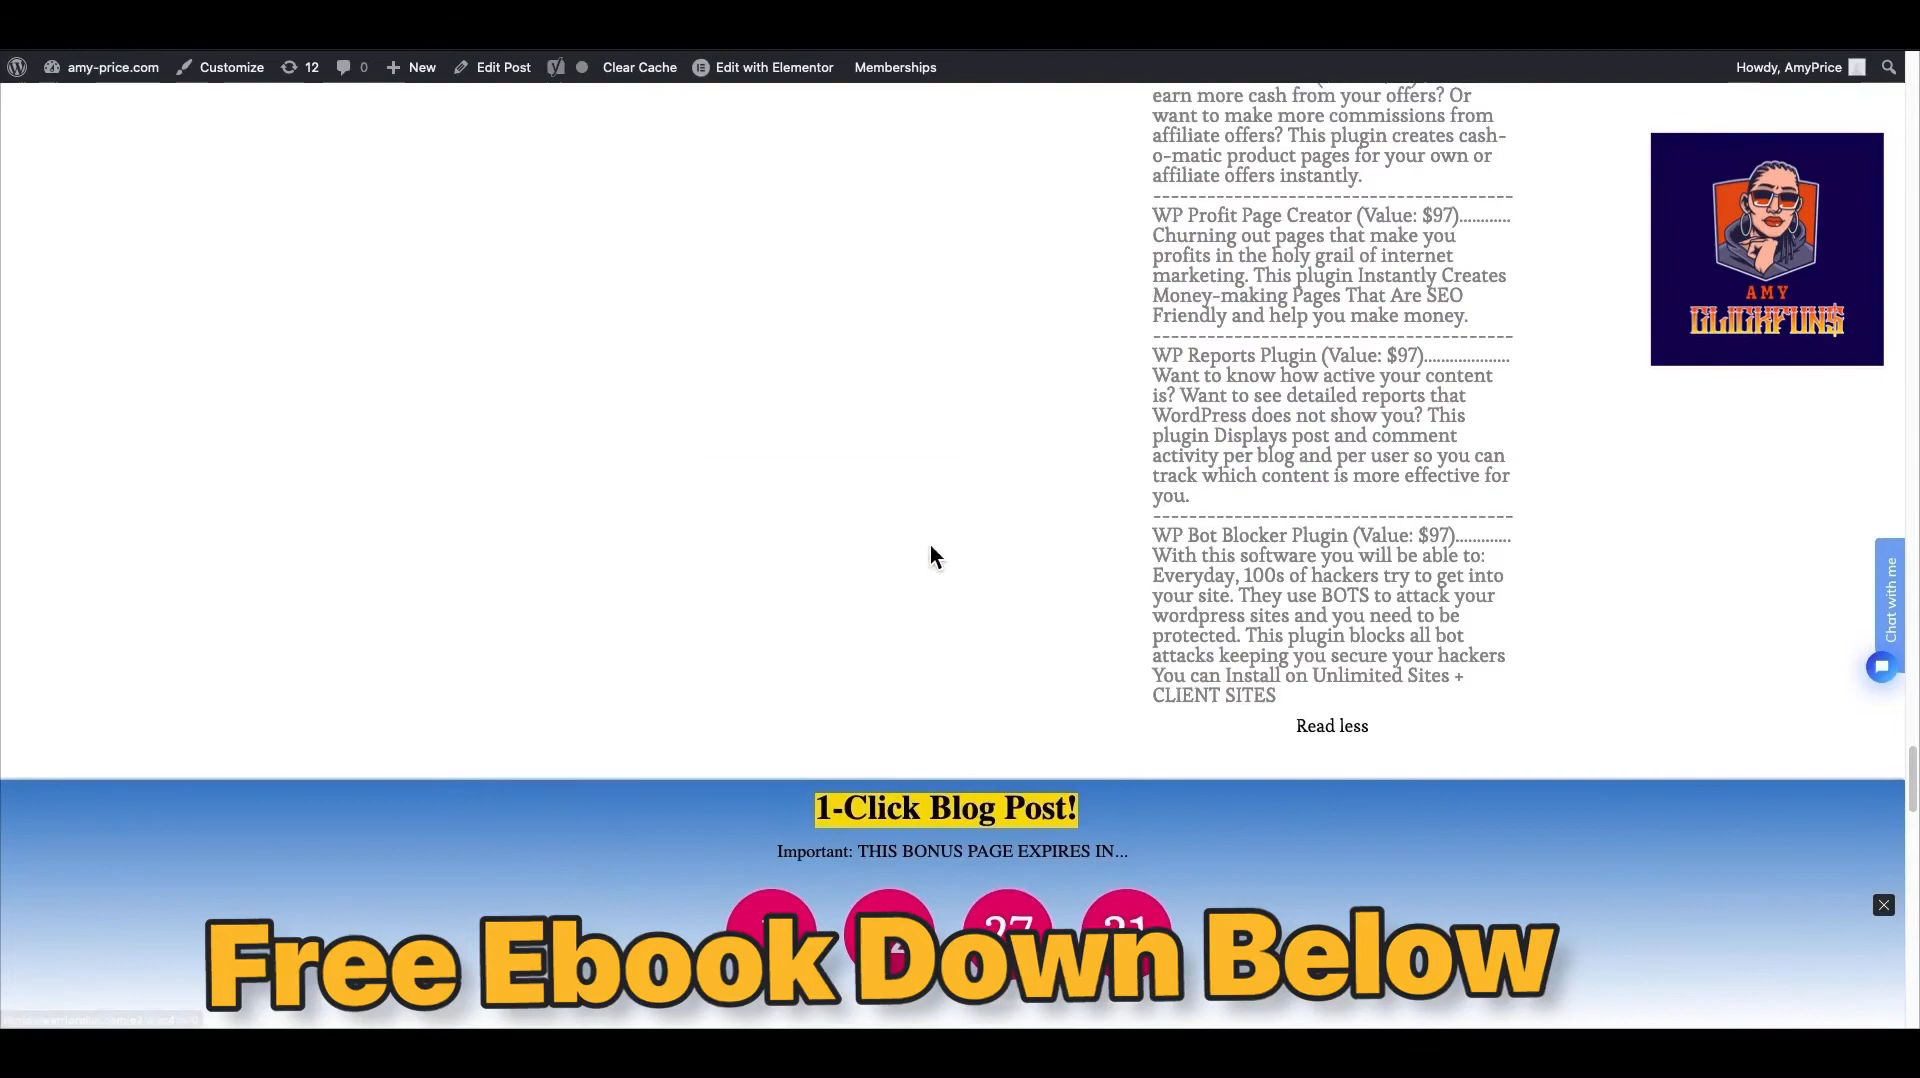 amy-price.com Customize 12 0 New Edit Post Clear Cache Edit with Elementor Memberships Howdy, AmyPrice
earn more cash from your offers? Or
want to make more commissions from
affiliate offers? This plugin creates cash-
o-matic product pages for your own or
affiliate offers instantly.
----------------------------------------
WP Profit Page Creator (Value: $97)............
Churning out pages that make you
profits in the holy grail of internet
marketing. This plugin Instantly Creates
Money-making Pages That Are SEO
Friendly and help you make money.
----------------------------------------
WP Reports Plugin (Value: $97)....................
Want to know how active your content
is? Want to see detailed reports that
WordPress does not show you? This
plugin Displays post and comment
activity per blog and per user so you can
track which content is more effective for
you.
----------------------------------------
WP Bot Blocker Plugin (Value: $97).............
With this software you will be able to:
Everyday, 100s of hackers try to get into
your site. They use BOTS to attack your
wordpress sites and you need to be
protected. This plugin blocks all bot
attacks keeping you secure your hackers
You can Install on Unlimited Sites +
CLIENT SITES
Read less
AMY
CLICKFUN$
Chat with me
1-Click Blog Post!
Important: THIS BONUS PAGE EXPIRES IN...
27 21
Free Ebook Down Below